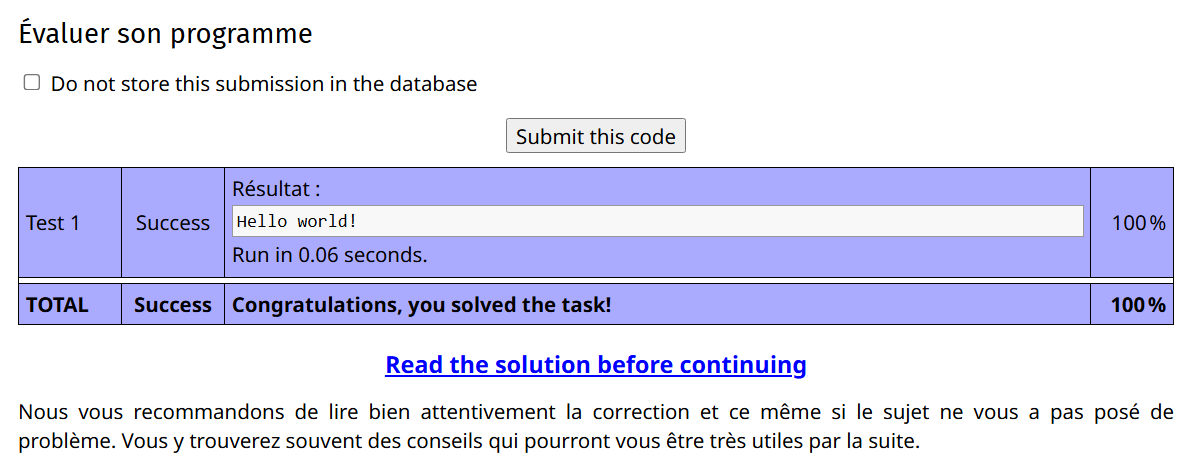 Évaluer son programme
Do not store this submission in the database
Submit this code
Test 1
Success
Résultat :
Hello world!
Run in 0.06 seconds.
100 %
TOTAL
Success
Congratulations, you solved the task!
100 %
Read the solution before continuing
Nous vous recommandons de lire bien attentivement la correction et ce même si le sujet ne vous a pas posé de
problème. Vous y trouverez souvent des conseils qui pourront vous être très utiles par la suite.